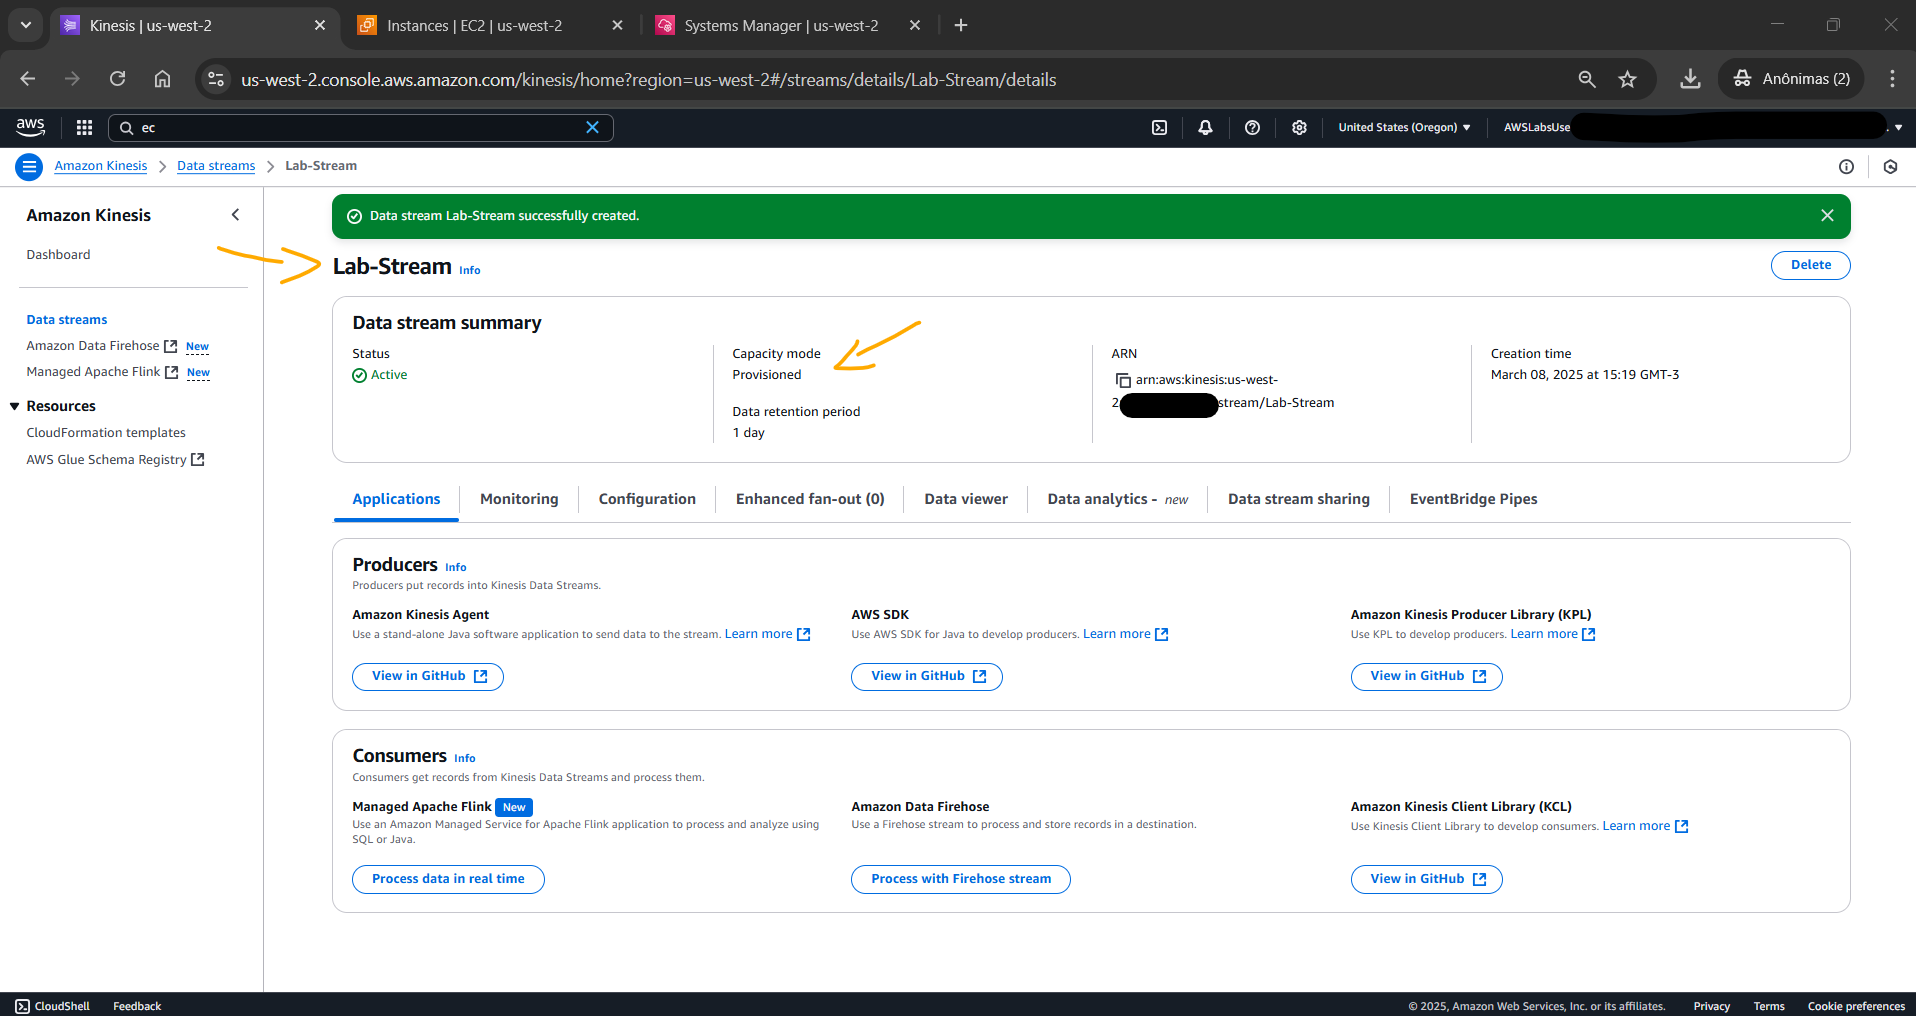 Kinesis | us-west-2
Instances | EC2 | us-west-2
Systems Manager | us-west-2
us-west-2.console.aws.amazon.com/kinesis/home?region=us-west-2#/streams/details/Lab-Stream/details
Anônimas (2)
aws
ec
United States (Oregon)
AWSLabsUse
Amazon Kinesis
Data streams
Lab-Stream
Amazon Kinesis
Dashboard
Data streams
Amazon Data Firehose New
Managed Apache Flink New
Resources
CloudFormation templates
AWS Glue Schema Registry
Data stream Lab-Stream successfully created.
Lab-Stream Info
Delete
Data stream summary
Status
Active
Capacity mode
Provisioned
Data retention period
1 day
ARN
arn:aws:kinesis:us-west-
2 stream/Lab-Stream
Creation time
March 08, 2025 at 15:19 GMT-3
Applications
Monitoring
Configuration
Enhanced fan-out (0)
Data viewer
Data analytics - new
Data stream sharing
EventBridge Pipes
Producers Info
Producers put records into Kinesis Data Streams.
Amazon Kinesis Agent
Use a stand-alone Java software application to send data to the stream. Learn more
View in GitHub
AWS SDK
Use AWS SDK for Java to develop producers. Learn more
View in GitHub
Amazon Kinesis Producer Library (KPL)
Use KPL to develop producers. Learn more
View in GitHub
Consumers Info
Consumers get records from Kinesis Data Streams and process them.
Managed Apache Flink New
Use an Amazon Managed Service for Apache Flink application to process and analyze using
SQL or Java.
Process data in real time
Amazon Data Firehose
Use a Firehose stream to process and store records in a destination.
Process with Firehose stream
Amazon Kinesis Client Library (KCL)
Use Kinesis Client Library to develop consumers. Learn more
View in GitHub
CloudShell
Feedback
© 2025, Amazon Web Services, Inc. or its affiliates.
Privacy
Terms
Cookie preferences